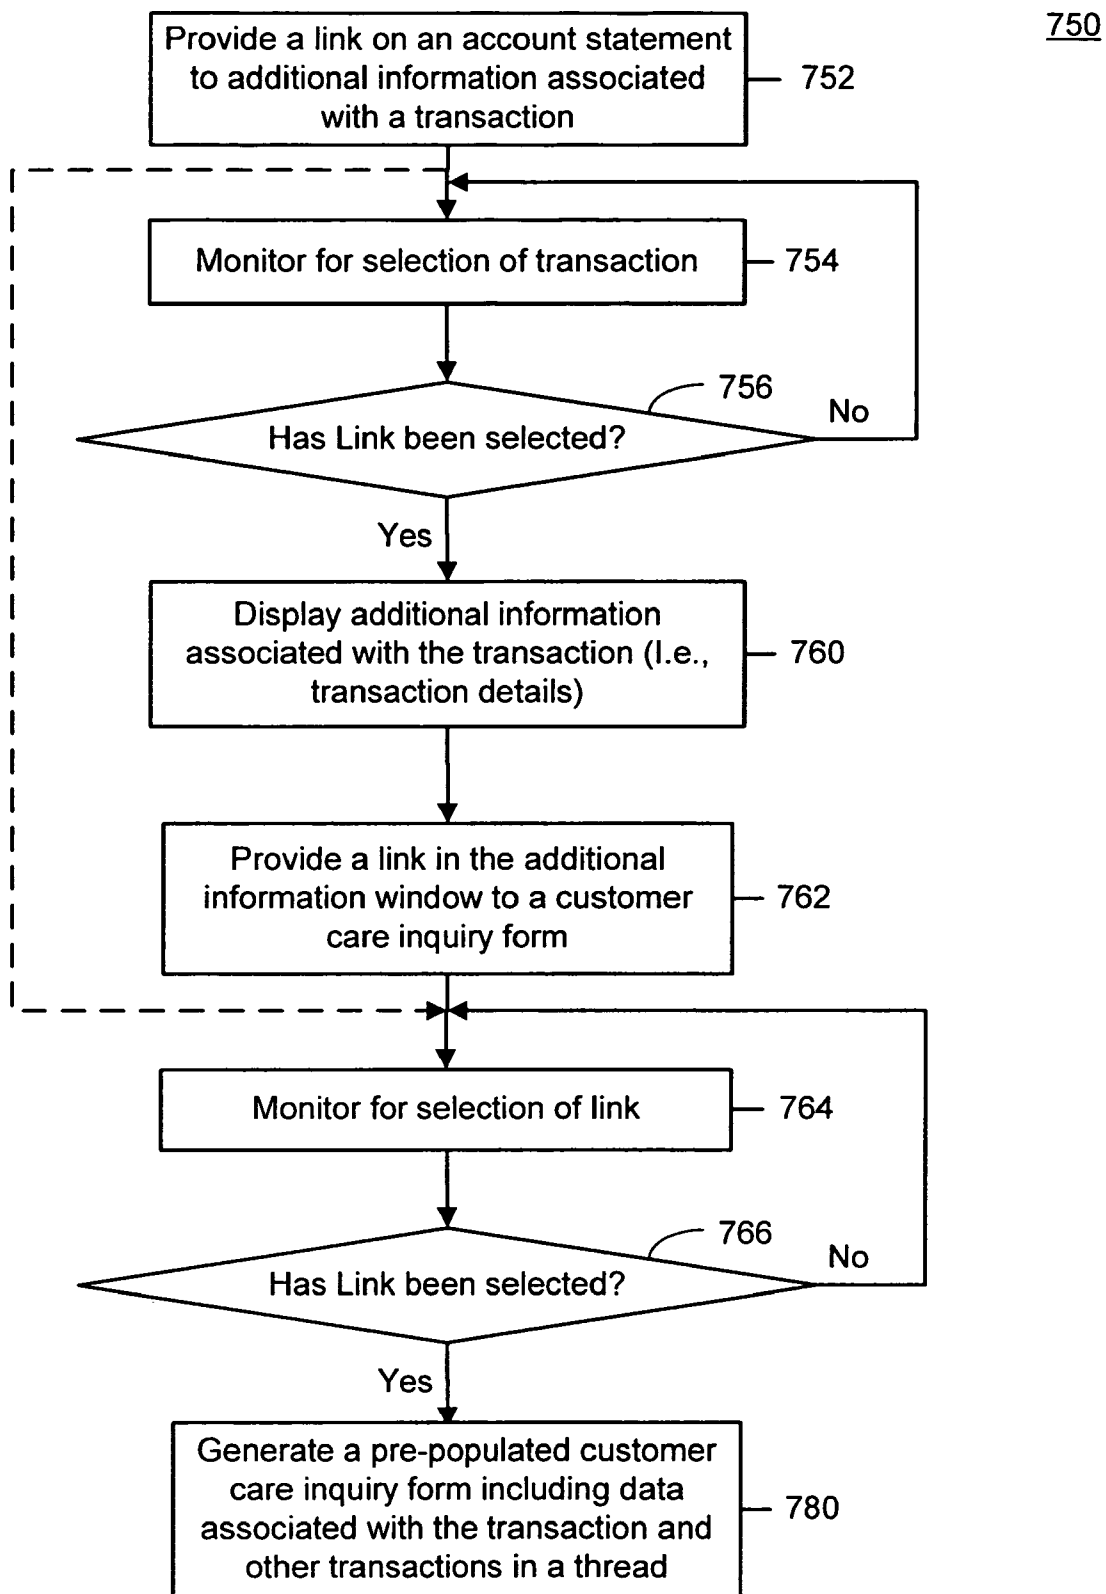 750
Provide a link on an account statement
to additional information associated
with a transaction
752
Monitor for selection of transaction
754
756
Has Link been selected?
No
Yes
Display additional information
associated with the transaction (I.e.,
transaction details)
760
Provide a link in the additional
information window to a customer
care inquiry form
762
Monitor for selection of link
764
766
Has Link been selected?
No
Yes
Generate a pre-populated customer
care inquiry form including data
associated with the transaction and
other transactions in a thread
780